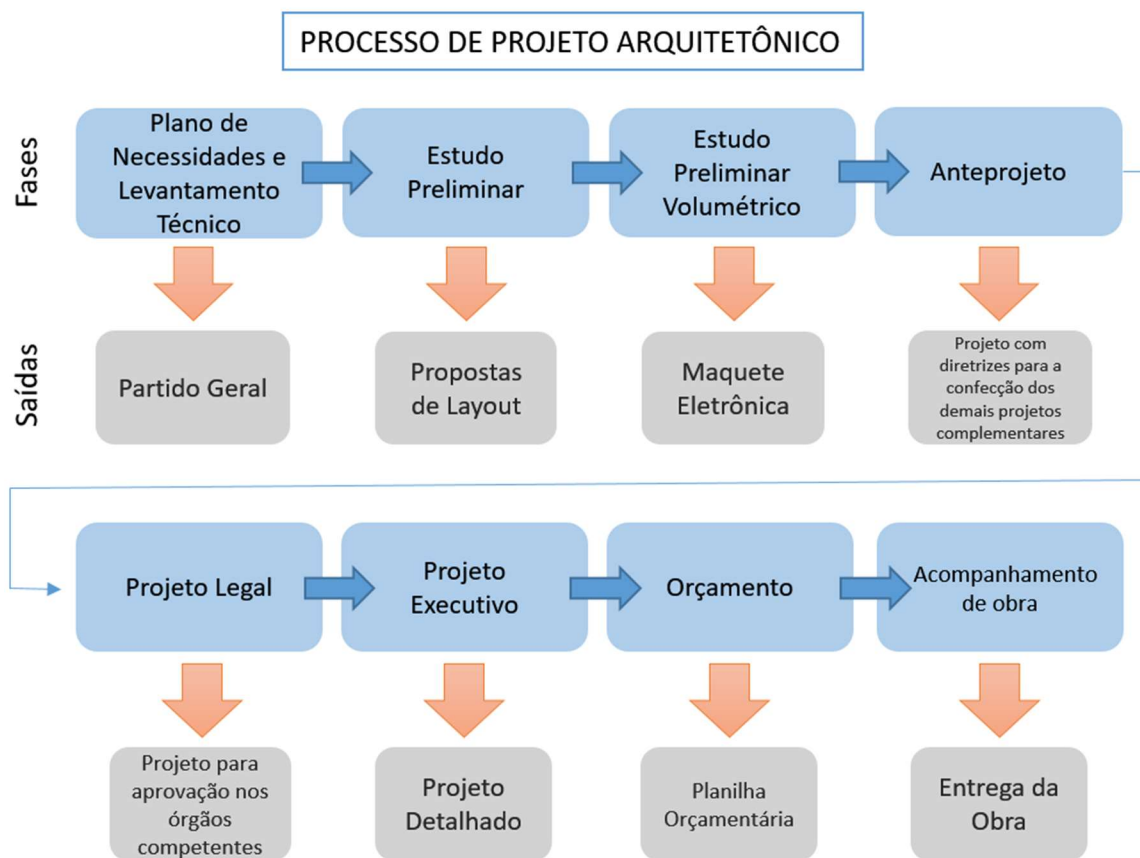 PROCESSO DE PROJETO ARQUITETÔNICO
Fases
Plano de
Necessidades e
Levantamento
Técnico
Estudo
Preliminar
Estudo
Preliminar
Volumétrico
Anteprojeto
Saídas
Partido Geral
Propostas
de Layout
Maquete
Eletrônica
Projeto com
diretrizes para a
confecção dos
demais projetos
complementares
Projeto Legal
Projeto
Executivo
Orçamento
Acompanhamento
de obra
Projeto para
aprovação nos
órgãos
competentes
Projeto
Detalhado
Planilha
Orçamentária
Entrega da
Obra